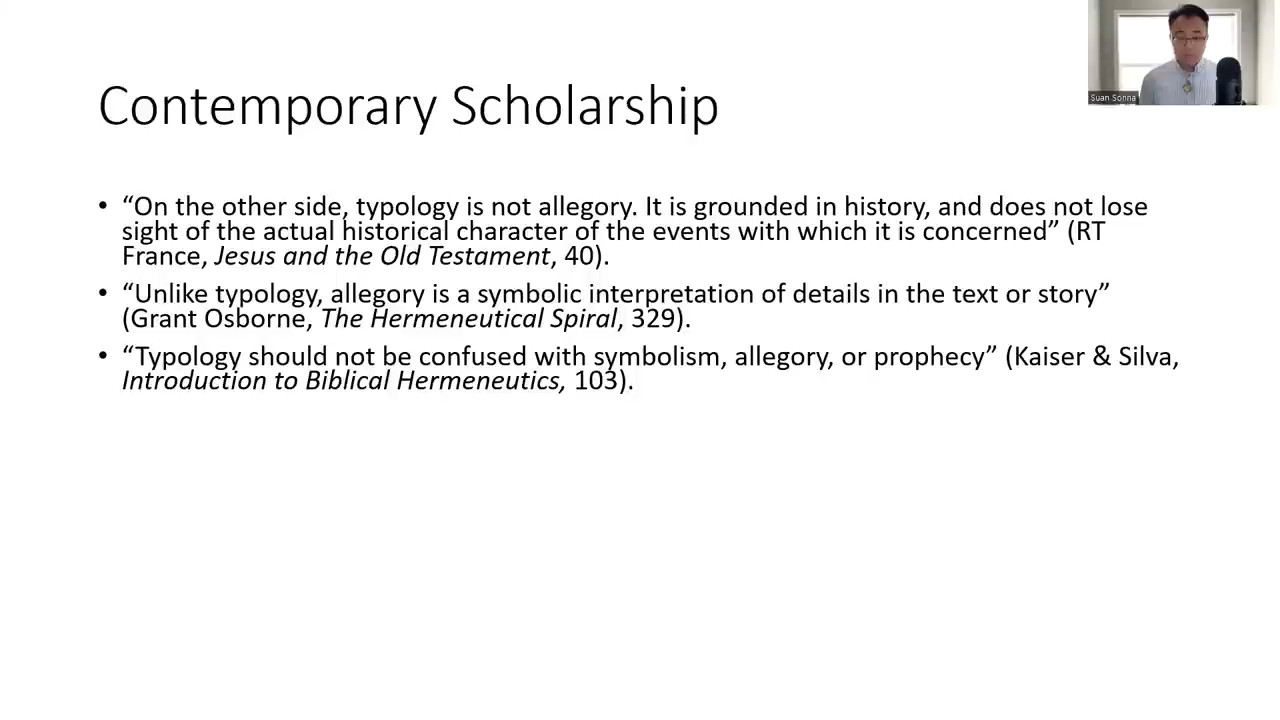 Suan Sonna
Contemporary Scholarship
• “On the other side, typology is not allegory. It is grounded in history, and does not lose
sight of the actual historical character of the events with which it is concerned” (RT
France, Jesus and the Old Testament, 40).
• “Unlike typology, allegory is a symbolic interpretation of details in the text or story”
(Grant Osborne, The Hermeneutical Spiral, 329).
• “Typology should not be confused with symbolism, allegory, or prophecy” (Kaiser & Silva,
Introduction to Biblical Hermeneutics, 103).